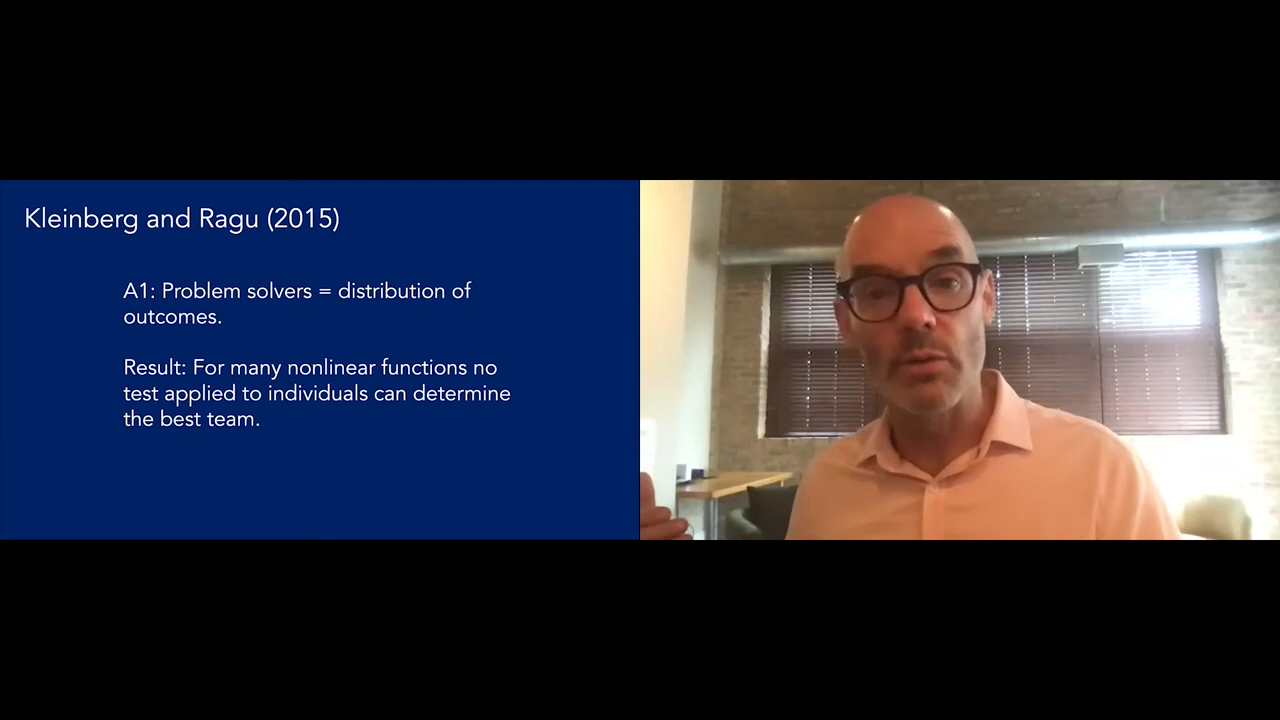 Kleinberg and Ragu (2015)
A1: Problem solvers = distribution of
outcomes.
Result: For many nonlinear functions no
test applied to individuals can determine
the best team.